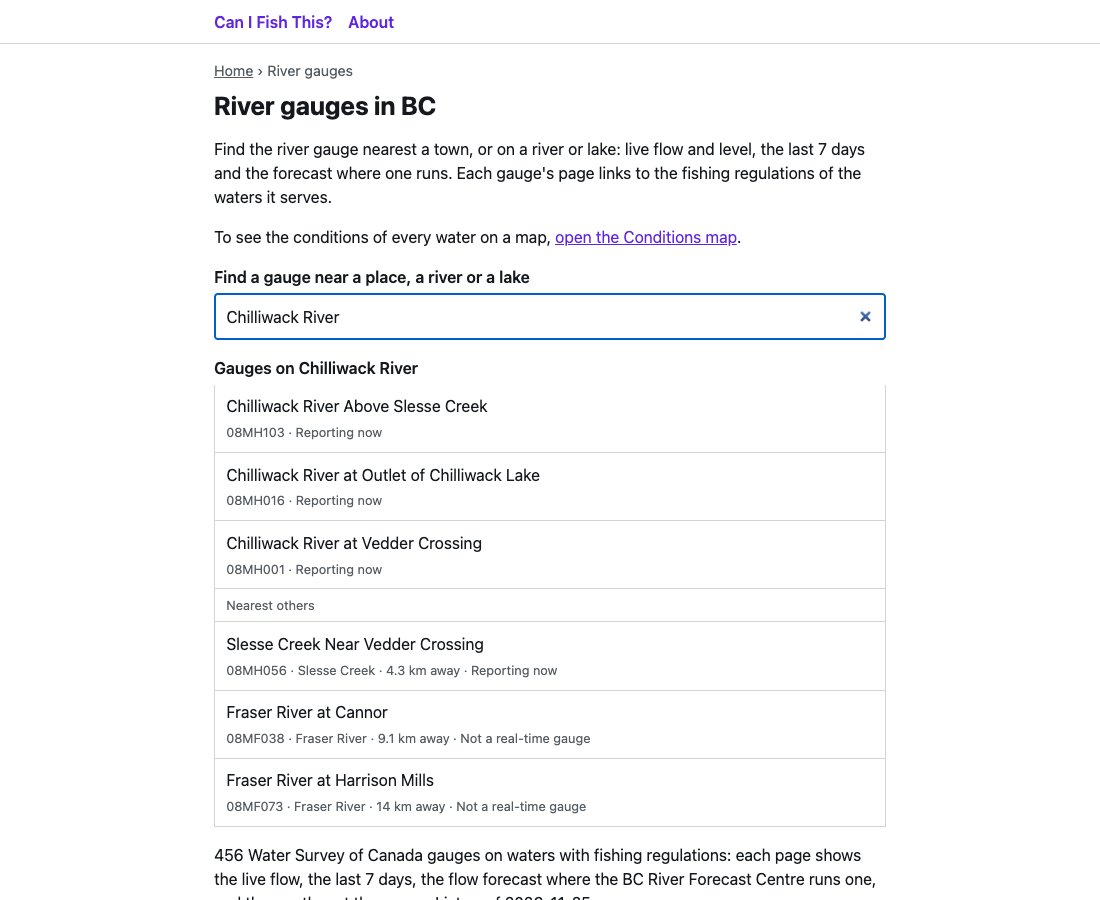 Can I Fish This? About
Home › River gauges
River gauges in BC
Find the river gauge nearest a town, or on a river or lake: live flow and level, the last 7 days
and the forecast where one runs. Each gauge's page links to the fishing regulations of the
waters it serves.
To see the conditions of every water on a map, open the Conditions map.
Find a gauge near a place, a river or a lake
Chilliwack River
Gauges on Chilliwack River
Chilliwack River Above Slesse Creek
08MH103 · Reporting now
Chilliwack River at Outlet of Chilliwack Lake
08MH016 · Reporting now
Chilliwack River at Vedder Crossing
08MH001 · Reporting now
Nearest others
Slesse Creek Near Vedder Crossing
08MH056 · Slesse Creek · 4.3 km away · Reporting now
Fraser River at Cannor
08MF038 · Fraser River · 9.1 km away · Not a real-time gauge
Fraser River at Harrison Mills
08MF073 · Fraser River · 14 km away · Not a real-time gauge
456 Water Survey of Canada gauges on waters with fishing regulations: each page shows
the live flow, the last 7 days, the flow forecast where the BC River Forecast Centre runs one,